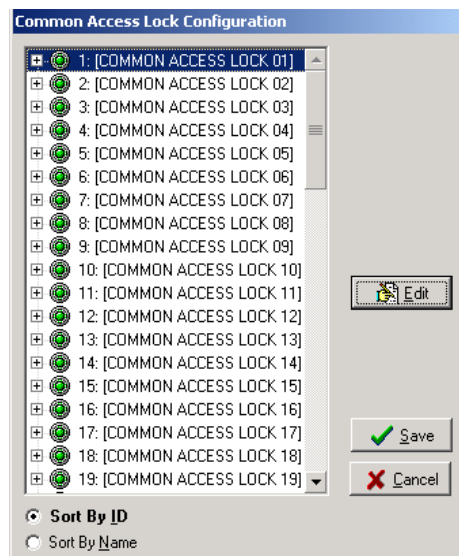 Common Access Lock Configuration
1: [COMMON ACCESS LOCK 01]
2: [COMMON ACCESS LOCK 02]
3: [COMMON ACCESS LOCK 03]
4: [COMMON ACCESS LOCK 04]
5: [COMMON ACCESS LOCK 05]
6: [COMMON ACCESS LOCK 06]
7: [COMMON ACCESS LOCK 07]
8: [COMMON ACCESS LOCK 08]
9: [COMMON ACCESS LOCK 09]
10: [COMMON ACCESS LOCK 10]
11: [COMMON ACCESS LOCK 11]
12: [COMMON ACCESS LOCK 12]
13: [COMMON ACCESS LOCK 13]
14: [COMMON ACCESS LOCK 14]
15: [COMMON ACCESS LOCK 15]
16: [COMMON ACCESS LOCK 16]
17: [COMMON ACCESS LOCK 17]
18: [COMMON ACCESS LOCK 18]
19: [COMMON ACCESS LOCK 19]
Edit
Save
Cancel
Sort By ID
Sort By Name